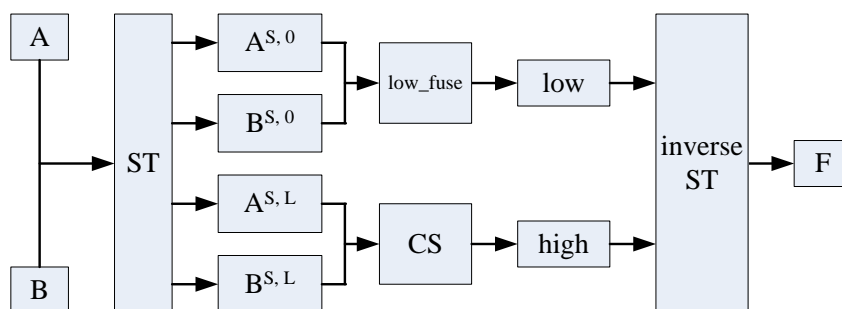 A
B
ST
A^{S, 0}
B^{S, 0}
A^{S, L}
B^{S, L}
low_fuse
CS
low
high
inverse
ST
F